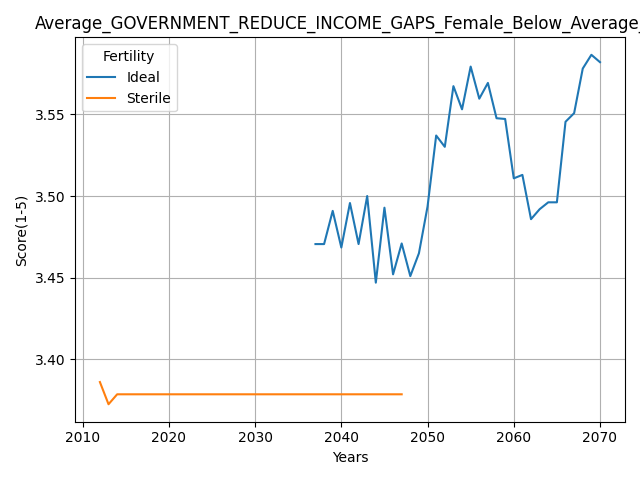 Average_GOVERNMENT_REDUCE_INCOME_GAPS_Female_Below_Average_
Fertility
Ideal
Sterile
Score(1-5)
3.55
3.50
3.45
3.40
2010 2020 2030 2040 2050 2060 2070
Years